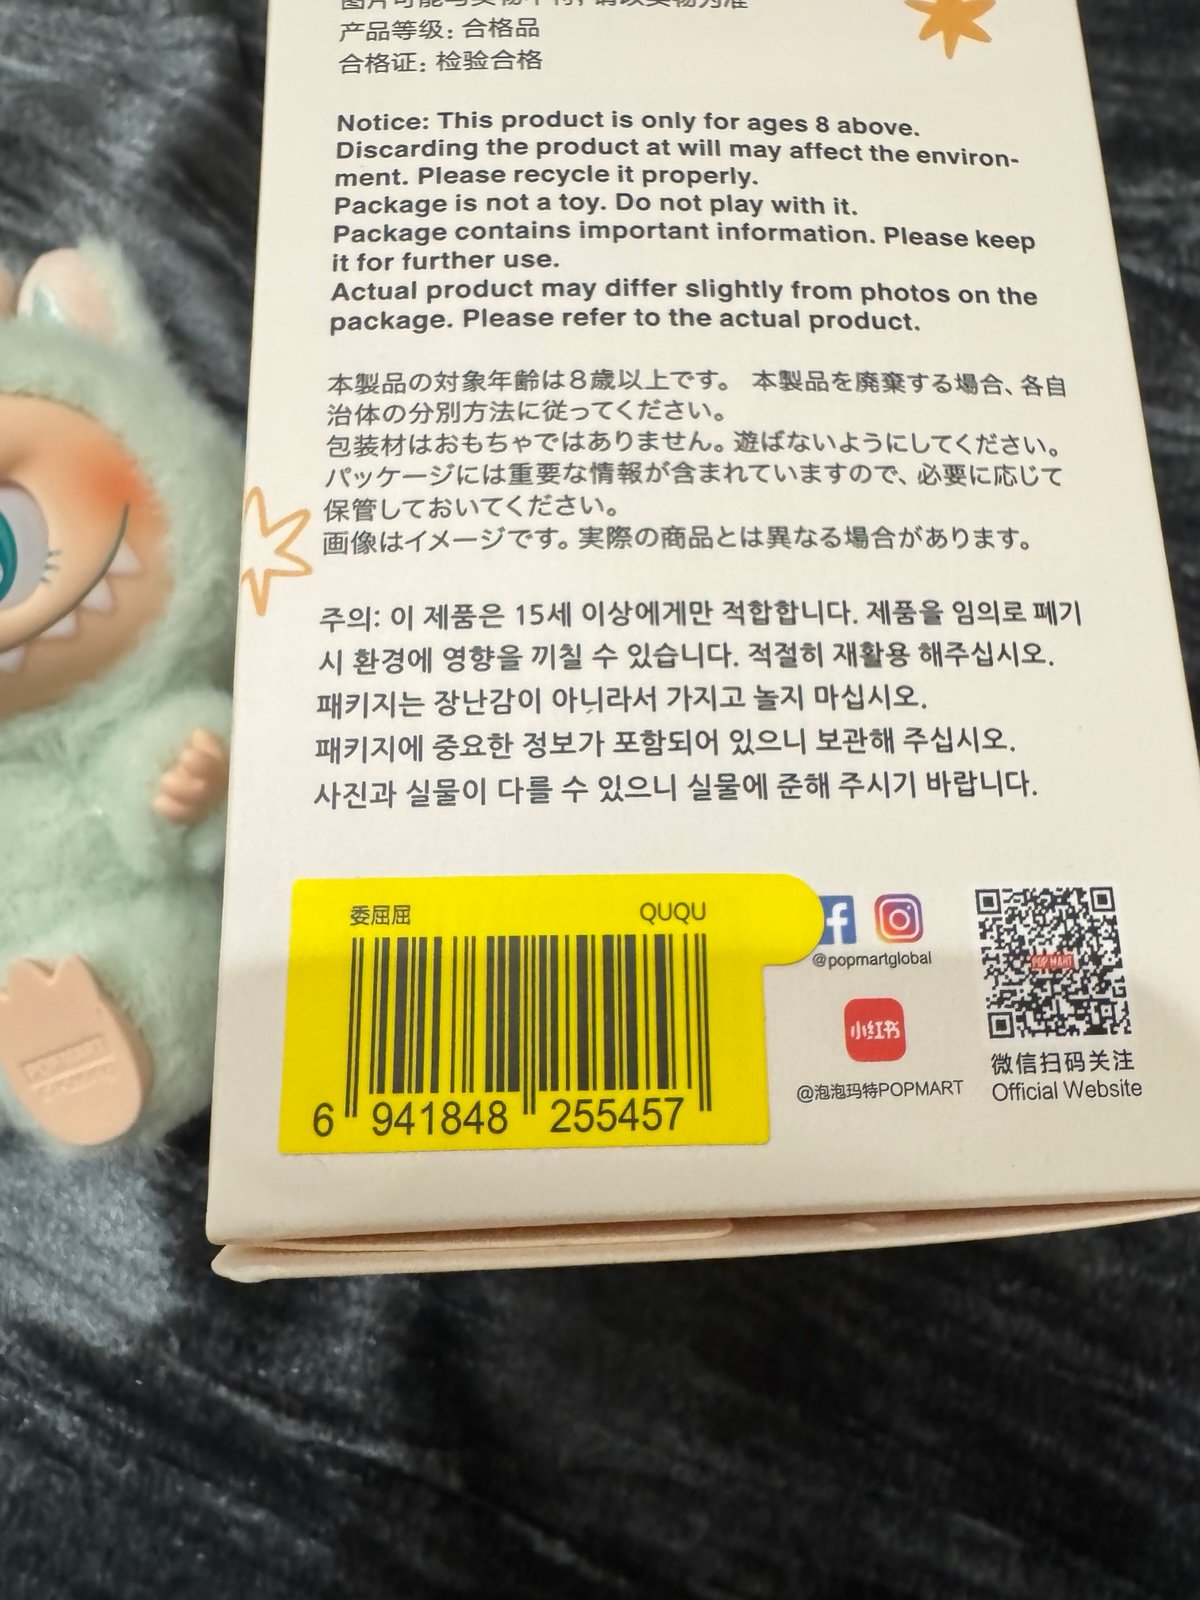 图片可能与实物不符，请以实物为准
产品等级: 合格品
合格证: 检验合格
Notice: This product is only for ages 8 above.
Discarding the product at will may affect the environ-
ment. Please recycle it properly.
Package is not a toy. Do not play with it.
Package contains important information. Please keep
it for further use.
Actual product may differ slightly from photos on the
package. Please refer to the actual product.
本製品の対象年齢は8歳以上です。 本製品を廃棄する場合、各自
治体の分別方法に従ってください。
包装材はおもちゃではありません。遊ばないようにしてください。
パッケージには重要な情報が含まれていますので、必要に応じて
保管しておいてください。
画像はイメージです。実際の商品とは異なる場合があります。
주의: 이 제품은 15세 이상에게만 적합합니다. 제품을 임의로 폐기
시 환경에 영향을 끼칠 수 있습니다. 적절히 재활용 해주십시오.
패키지는 장난감이 아니라서 가지고 놀지 마십시오.
패키지에 중요한 정보가 포함되어 있으니 보관해 주십시오.
사진과 실물이 다를 수 있으니 실물에 준해 주시기 바랍니다.
委屈屈 QUQU
6 941848 255457
@popmartglobal
小红书
@泡泡玛特POPMART
POP MART
微信扫码关注
Official Website